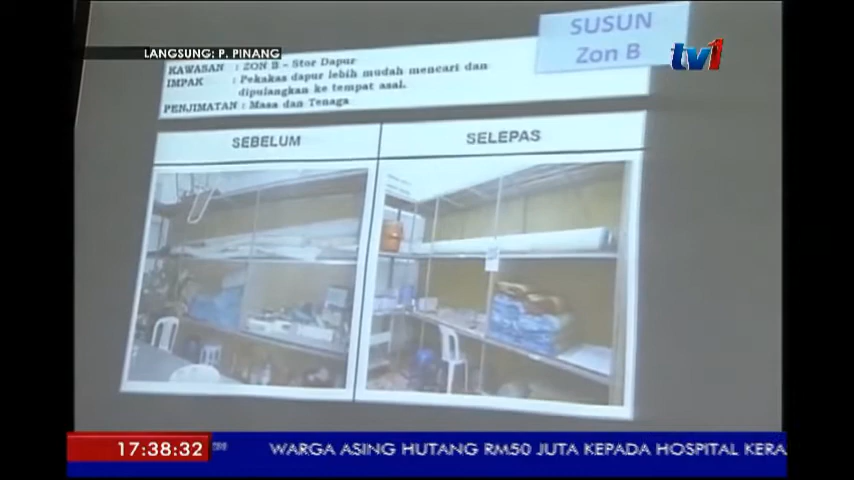 LANGSUNG: P. PINANG
SUSUN
Zon B
tv1
KAWASAN : ZON B – Stor Dapur
IMPAK : Pekakas dapur lebih mudah mencari dan
dipulangkan ke tempat asal.
PENJIMATAN : Masa dan Tenaga
SEBELUM
SELEPAS
17:38:32
WARGA ASING HUTANG RM50 JUTA KEPADA HOSPITAL KERA